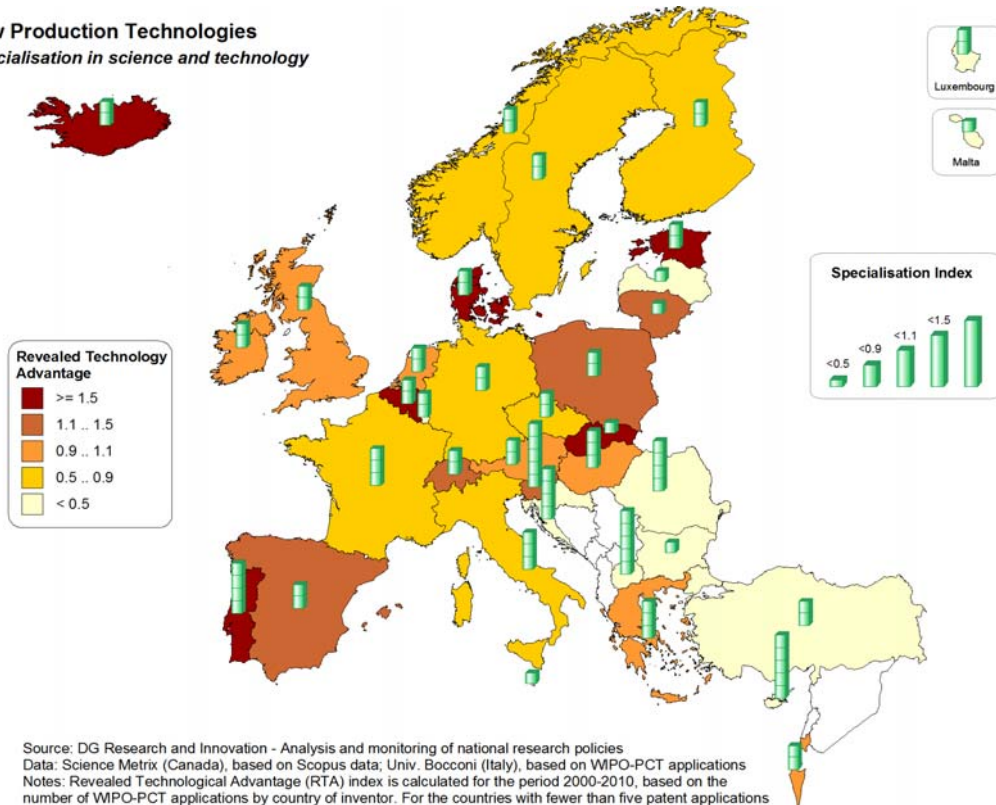 Production Technologies
specialisation in science and technology
Luxembourg
Malta
Specialisation Index
<0.5
<0.9
<1.1
<1.5
Revealed Technology
Advantage
>= 1.5
1.1 .. 1.5
0.9 .. 1.1
0.5 .. 0.9
< 0.5
Source: DG Research and Innovation - Analysis and monitoring of national research policies
Data: Science Metrix (Canada), based on Scopus data; Univ. Bocconi (Italy), based on WIPO-PCT applications
Notes: Revealed Technological Advantage (RTA) index is calculated for the period 2000-2010, based on the
number of WIPO-PCT applications by country of inventor. For the countries with fewer than five patent applications